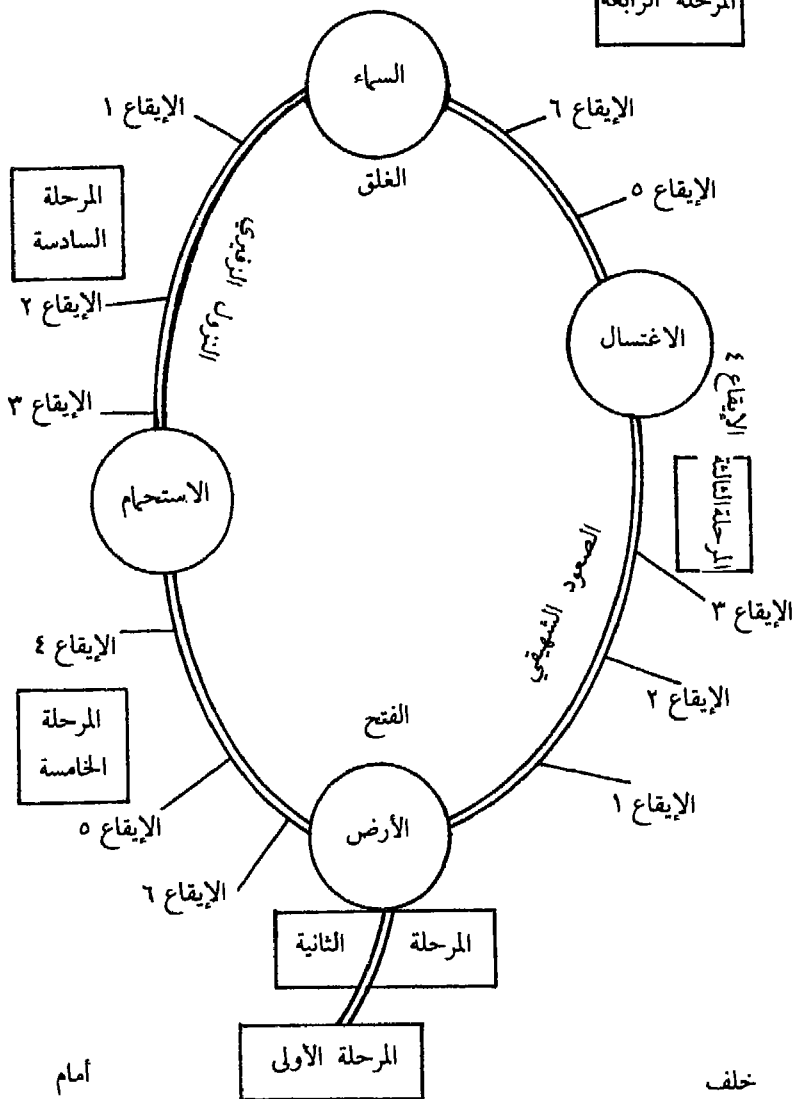 المرحلة الرابعة
السماء
الإيقاع ٦
الإيقاع ١
الغلق
الإيقاع ٥
المرحلة
السادسة
النزول الزفيري
الإيقاع ٢
الاغتسال
الإيقاع ٤
الإيقاع ٣
المرحلة الثالثة
الاستحمام
الصعود الشهيقي
الإيقاع ٣
الإيقاع ٤
الإيقاع ٢
المرحلة
الخامسة
الفتح
الإيقاع ١
الإيقاع ٥
الأرض
الإيقاع ٦
المرحلة الثانية
المرحلة الأولى
خلف
أمام